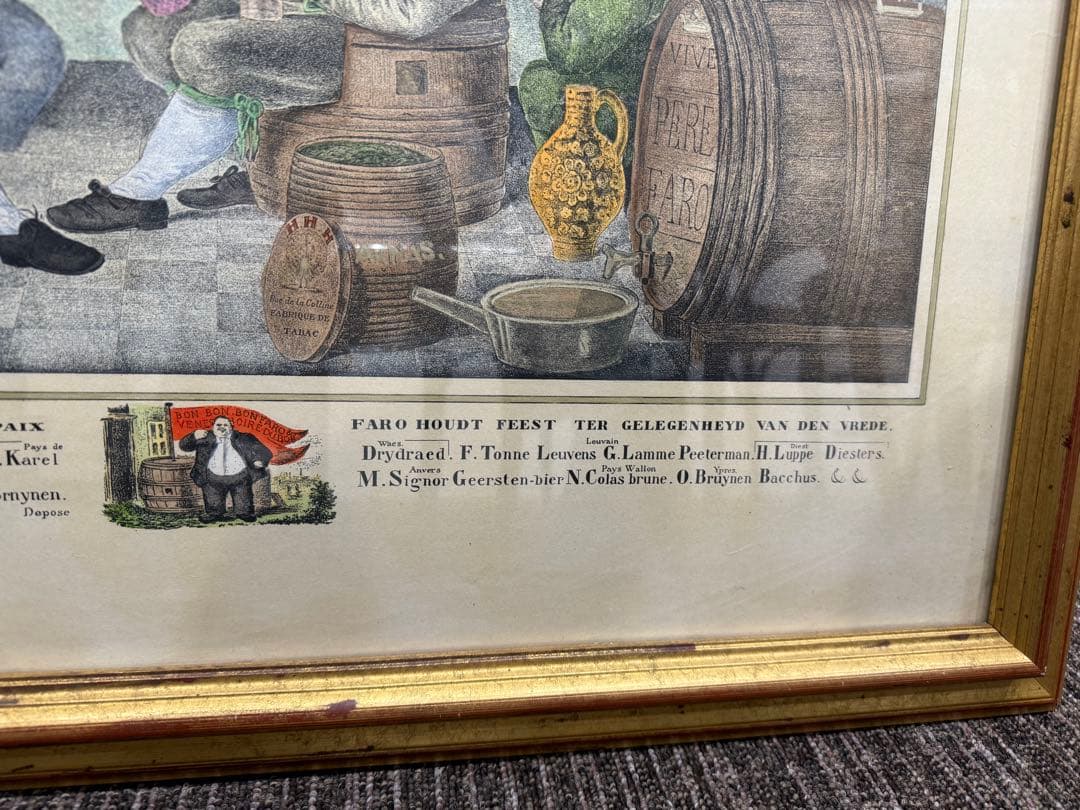 VIVE
PERE
FARO
H H H
Rue de la Colline
FABRIQUE DE
TABAC
PAIX
Pays de
.Karel
ornynen.
Depose
BON BON BON FARO
FARO HOUDT FEEST TER GELEGENHEYD VAN DEN VREDE.
Waes. Louvain Diest
Drydraed. F. Tonne Leuvens G. Lamme Peeterman. H. Luppe Diesters.
Anvers Pays Wallon Ypres
M. Signor Geersten-bier N. Colas brune. O. Bruynen Bacchus. &c &c